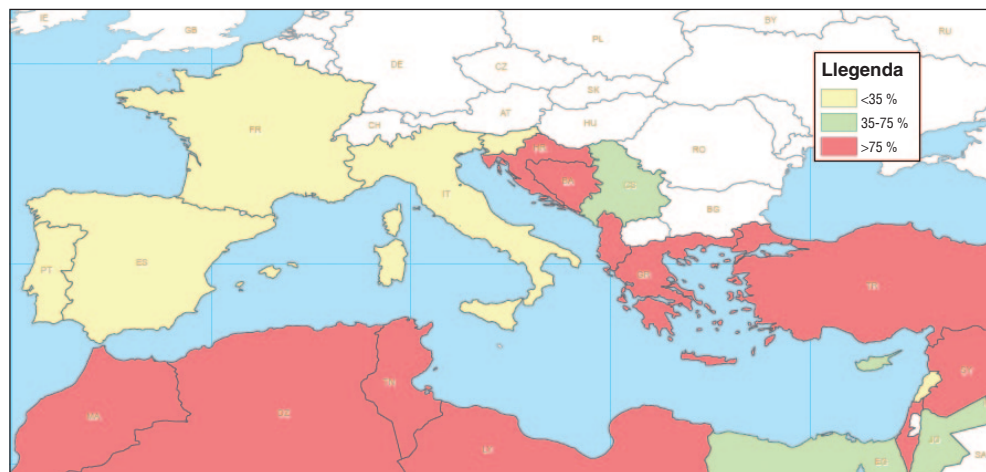 IE
GB
BY
RU
PL
DE
CZ
SK
AT
CH
HU
RO
FR
HR
BA
CS
IT
BG
PT
ES
GR
TR
SY
MA
DZ
TN
LY
EG
JO
SA
Llegenda
<35 %
35-75 %
>75 %